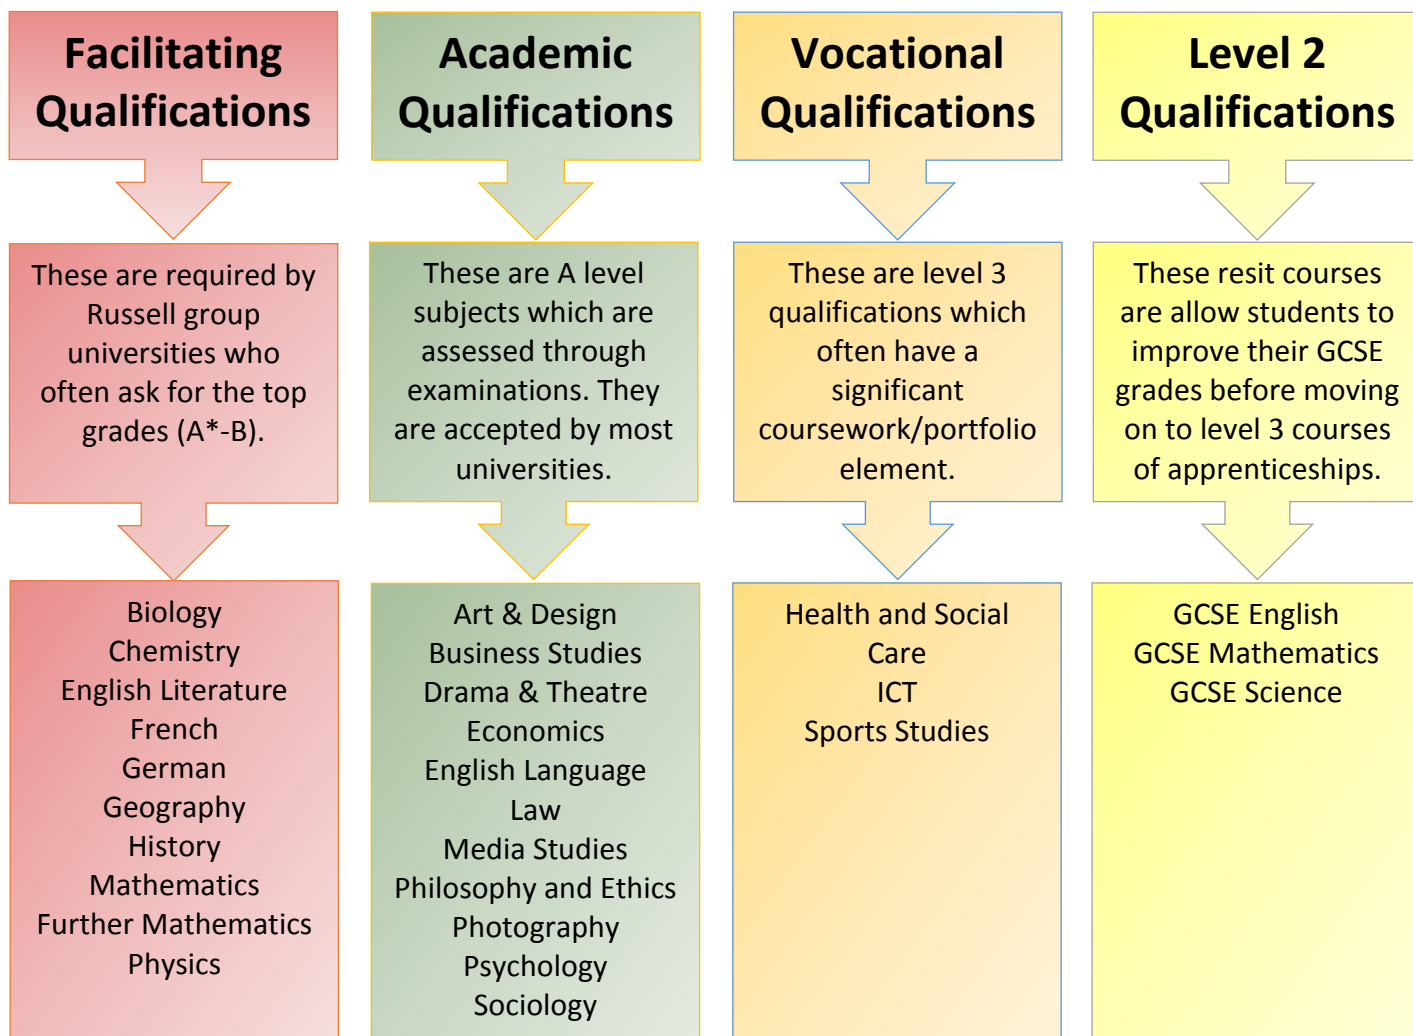 Facilitating
Qualifications
These are required by
Russell group
universities who
often ask for the top
grades (A*-B).
Biology
Chemistry
English Literature
French
German
Geography
History
Mathematics
Further Mathematics
Physics
Academic
Qualifications
These are A level
subjects which are
assessed through
examinations. They
are accepted by most
universities.
Art & Design
Business Studies
Drama & Theatre
Economics
English Language
Law
Media Studies
Philosophy and Ethics
Photography
Psychology
Sociology
Vocational
Qualifications
These are level 3
qualifications which
often have a
significant
coursework/portfolio
element.
Health and Social
Care
ICT
Sports Studies
Level 2
Qualifications
These resit courses
are allow students to
improve their GCSE
grades before moving
on to level 3 courses
of apprenticeships.
GCSE English
GCSE Mathematics
GCSE Science